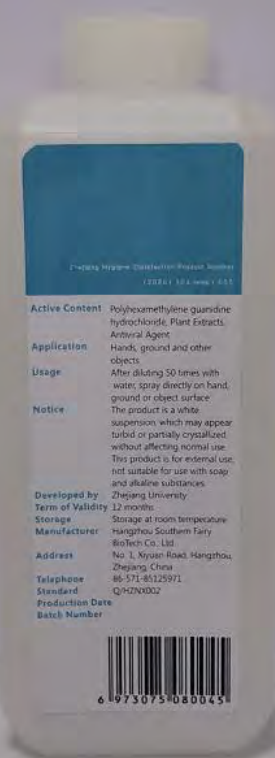 Zhejiang Hygiene Disinfection Product Number
Active Content Polyhexamethylene guanidine
hydrochloride, Plant Extracts,
Antiviral Agent
Application Hands, ground and other
objects
Usage After diluting 50 times with
water, spray directly on hand,
ground or object surface
Notice The product is a white
suspension, which may appear
turbid or partially crystallized
without affecting normal use.
This product is for external use,
not suitable for use with soap
and alkaline substances
Developed by Zhejiang University
Term of Validity 12 months
Storage Storage at room temperature
Manufacturer Hangzhou Southern Fairy
BioTech Co., Ltd
Address No. 1, Xiyuan Road, Hangzhou,
Zhejiang, China
Telephone 86-571-85125971
Standard Q/HZNX002
Production Date
Batch Number
6 973075 080045